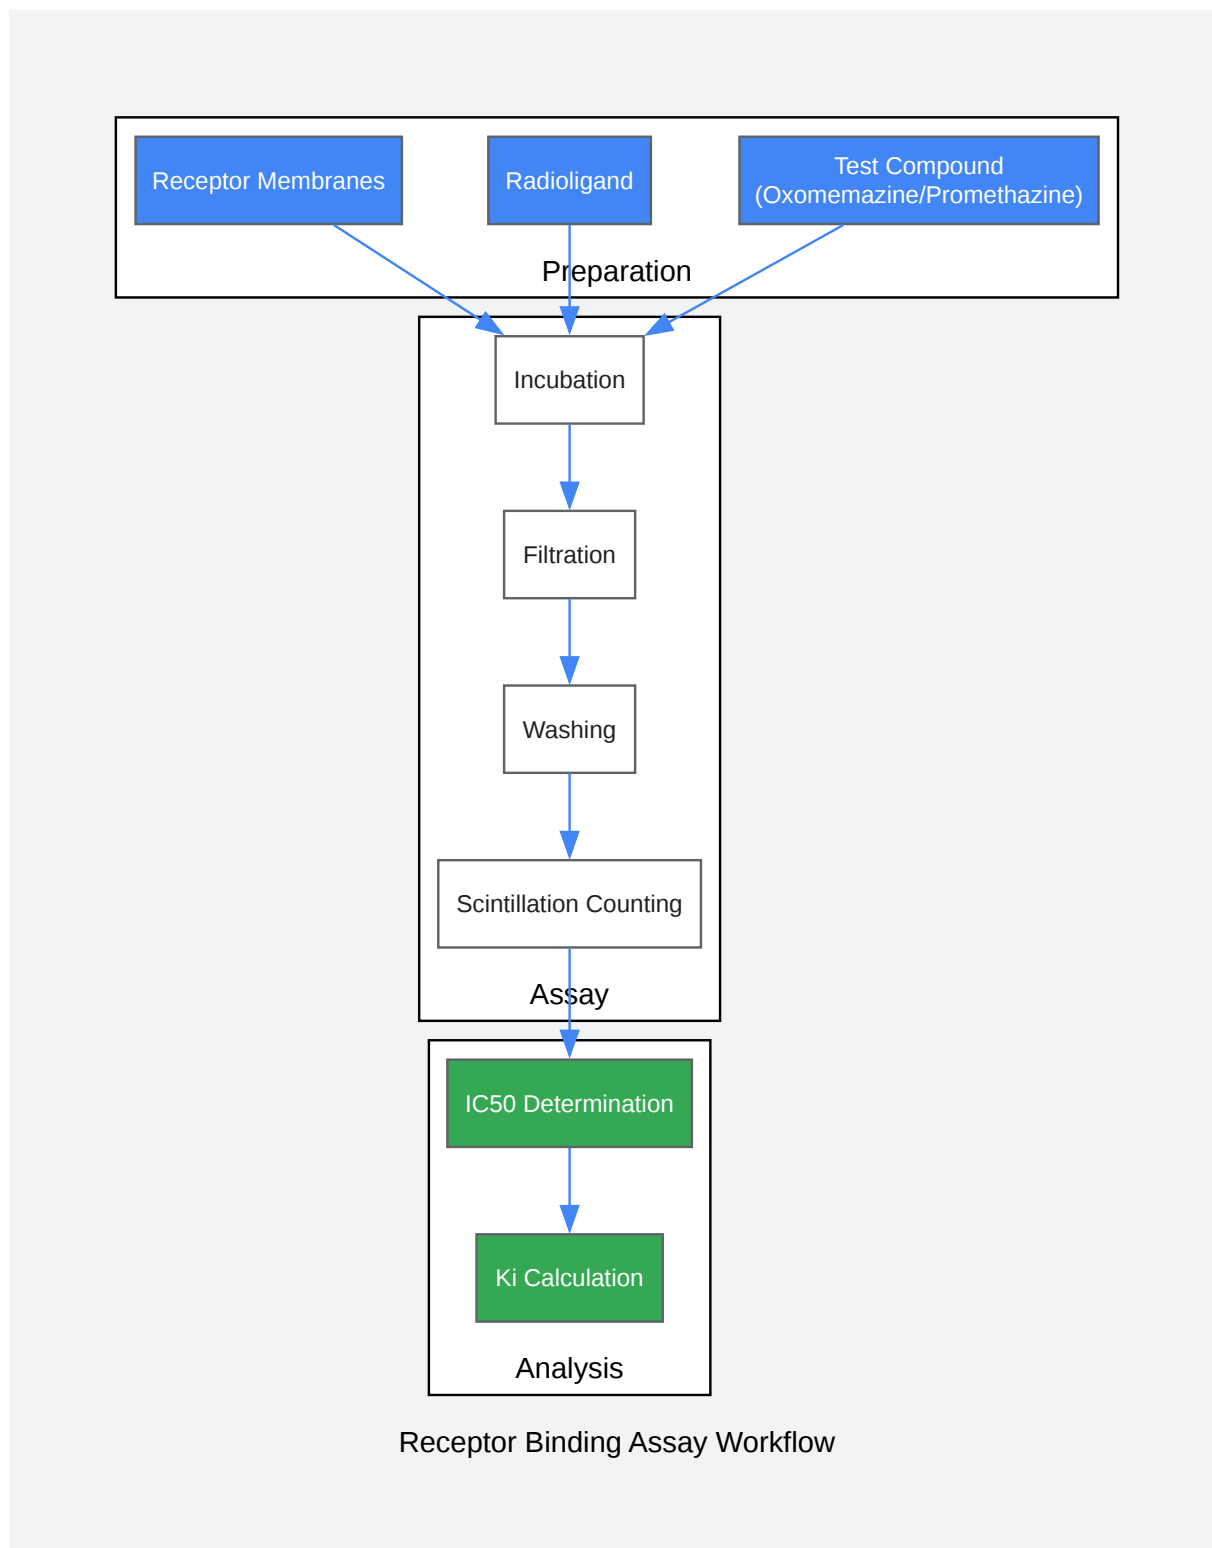 Receptor Membranes
Radioligand
Test Compound
(Oxomemazine/Promethazine)
Preparation
Incubation
Filtration
Washing
Scintillation Counting
Assay
IC50 Determination
Ki Calculation
Analysis
Receptor Binding Assay Workflow